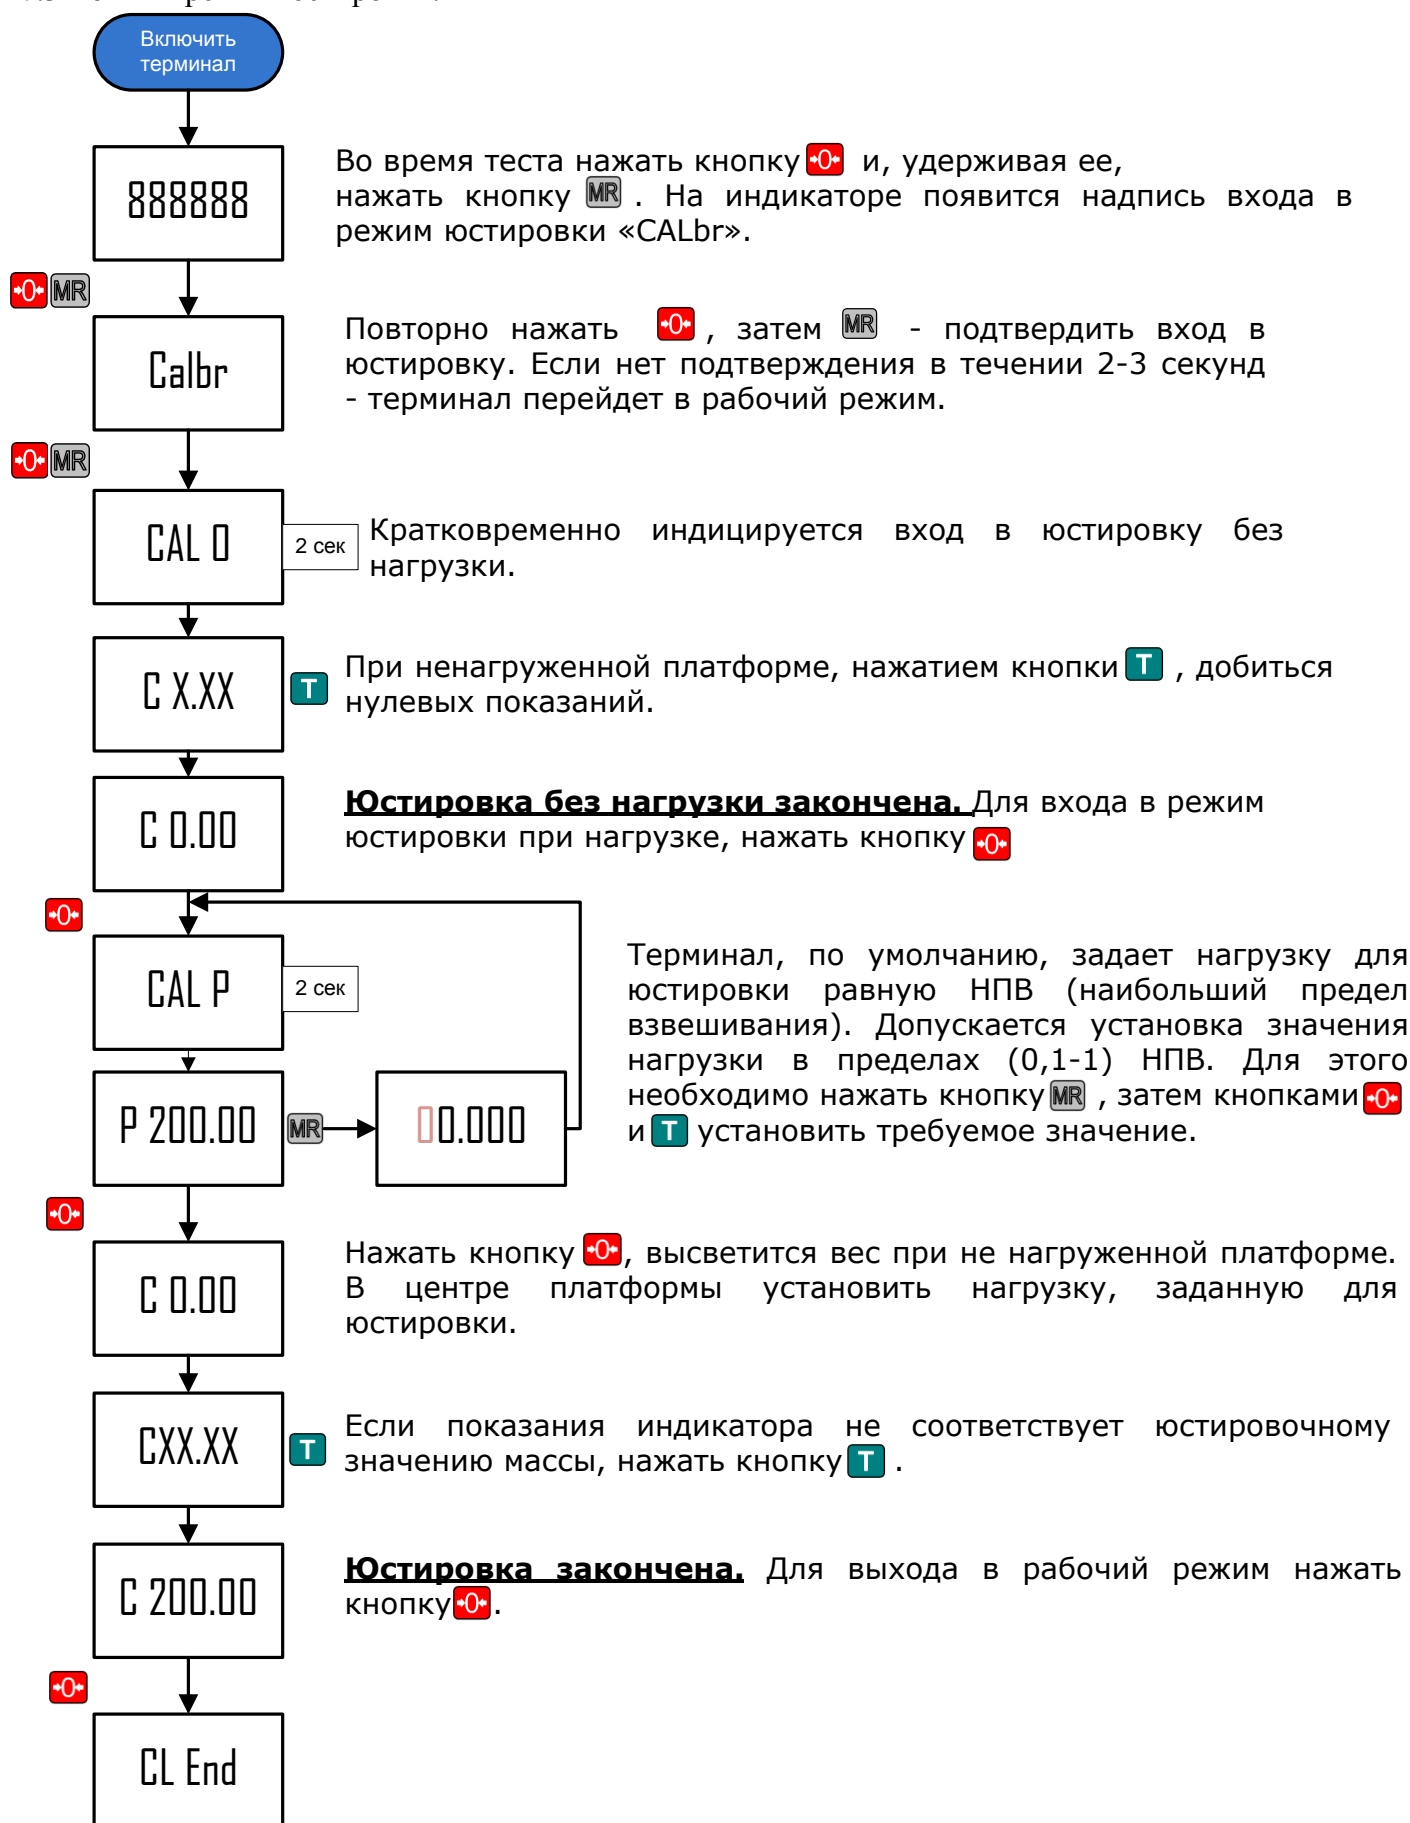 Включить
терминал
888888
Во время теста нажать кнопку →0← и, удерживая ее,
нажать кнопку MR . На индикаторе появится надпись входа в
режим юстировки «CALbr».
→0← MR
Calbr
Повторно нажать →0← , затем MR - подтвердить вход в
юстировку. Если нет подтверждения в течении 2-3 секунд
- терминал перейдет в рабочий режим.
→0← MR
CAL 0
2 сек
Кратковременно индицируется вход в юстировку без
нагрузки.
C X.XX
T
При ненагруженной платформе, нажатием кнопки T , добиться
нулевых показаний.
C 0.00
Юстировка без нагрузки закончена. Для входа в режим
юстировки при нагрузке, нажать кнопку →0←
→0←
CAL P
2 сек
Терминал, по умолчанию, задает нагрузку для
юстировки равную НПВ (наибольший предел
взвешивания). Допускается установка значения
нагрузки в пределах (0,1-1) НПВ. Для этого
необходимо нажать кнопку MR , затем кнопками →0←
и T установить требуемое значение.
P 200.00
MR
00.000
→0←
C 0.00
Нажать кнопку →0←, высветится вес при не нагруженной платформе.
В центре платформы установить нагрузку, заданную для
юстировки.
CXX.XX
T
Если показания индикатора не соответствует юстировочному
значению массы, нажать кнопку T .
C 200.00
Юстировка закончена. Для выхода в рабочий режим нажать
кнопку →0←.
→0←
CL End